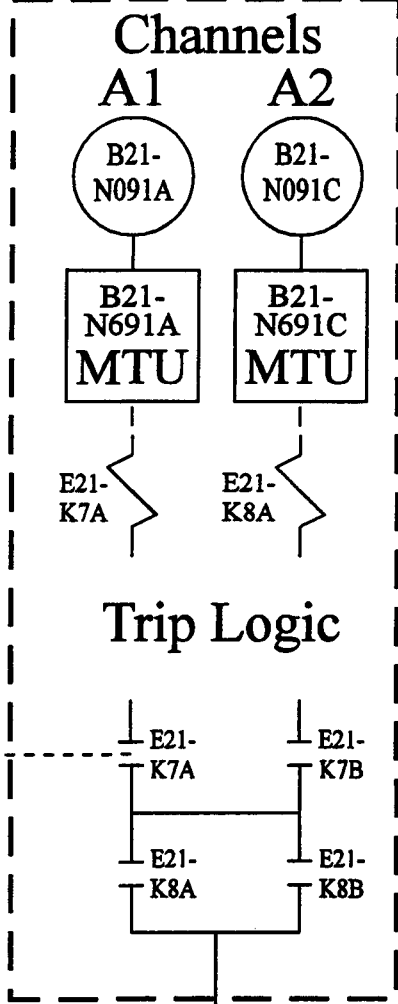 Channels
A1 A2
B21-
N091A
B21-
N091C
B21-
N691A
MTU
B21-
N691C
MTU
E21-
K7A
E21-
K8A
Trip Logic
E21-
K7A
E21-
K7B
E21-
K8A
E21-
K8B